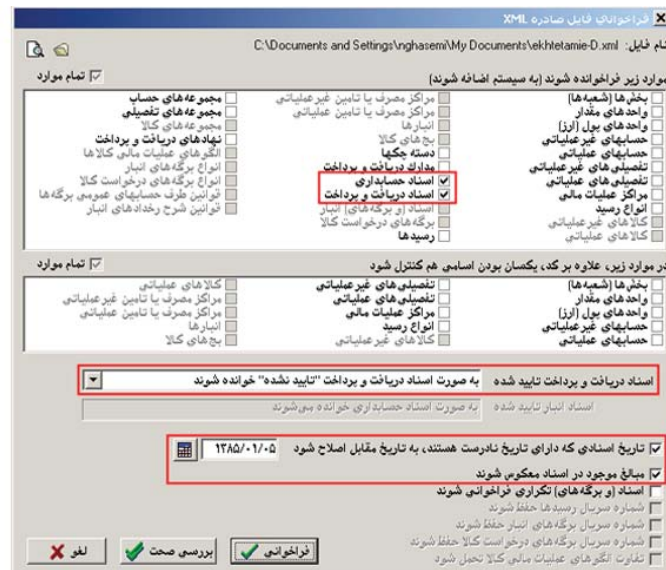 فراخوانی فایل صادره XML
نام فایل: C:\Documents and Settings\nghasemi\My Documents\ekhtetamie-D.xml
موارد زیر فراخوانده شوند (به سیستم اضافه شوند)
تمام موارد
بخش ها (شعبه ها)
واحدهای مقدار
واحدهای پول (ارز)
حسابهای غیرعملیاتی
حسابهای عملیاتی
تفصیلی های غیرعملیاتی
تفصیلی های عملیاتی
مراکز عملیات مالی
انواع رسید
کالاهای غیرعملیاتی
کالاهای عملیاتی
مراکز مصرف یا تامین غیرعملیاتی
مراکز مصرف یا تامین عملیاتی
انبارها
بچ های کالا
دسته چکها
مدارک دریافت و پرداخت
اسناد حسابداری
اسناد دریافت و پرداخت
اسناد (و برگه های) انبار
برگه های درخواست کالا
رسیدها
مجموعه های حساب
مجموعه های تفصیلی
مجموعه های کالا
نهادهای دریافت و پرداخت
الگوهای عملیات مالی کالاها
انواع برگه های انبار
انواع برگه های درخواست کالا
قوانین طرف حسابهای عمومی برگه ها
قوانین شرح رخدادهای انبار
در موارد زیر، علاوه بر کد، یکسان بودن اسامی هم کنترل شود
تمام موارد
بخش ها (شعبه ها)
واحدهای مقدار
واحدهای پول (ارز)
حسابهای غیرعملیاتی
حسابهای عملیاتی
تفصیلی های غیرعملیاتی
تفصیلی های عملیاتی
مراکز عملیات مالی
انواع رسید
کالاهای غیرعملیاتی
کالاهای عملیاتی
مراکز مصرف یا تامین غیرعملیاتی
مراکز مصرف یا تامین عملیاتی
انبارها
بچ های کالا
اسناد دریافت و پرداخت تایید شده به صورت اسناد دریافت و پرداخت "تایید نشده" خوانده شوند
اسناد انبار تایید شده به صورت اسناد حسابداری خوانده می‌شوند
تاریخ اسنادی که دارای تاریخ نادرست هستند، به تاریخ مقابل اصلاح شود ۱۳۸۵/۰۱/۰۵
مبالغ موجود در اسناد معکوس شوند
اسناد (و برگه های) تکراری فراخوانی شوند
شماره سریال رسیدها حفظ شوند
شماره سریال برگه های انبار حفظ شوند
شماره سریال برگه های درخواست کالا حفظ شوند
تفاوت الگوهای عملیات مالی کالا تحمل شود
فراخوانی بررسی صحت لغو